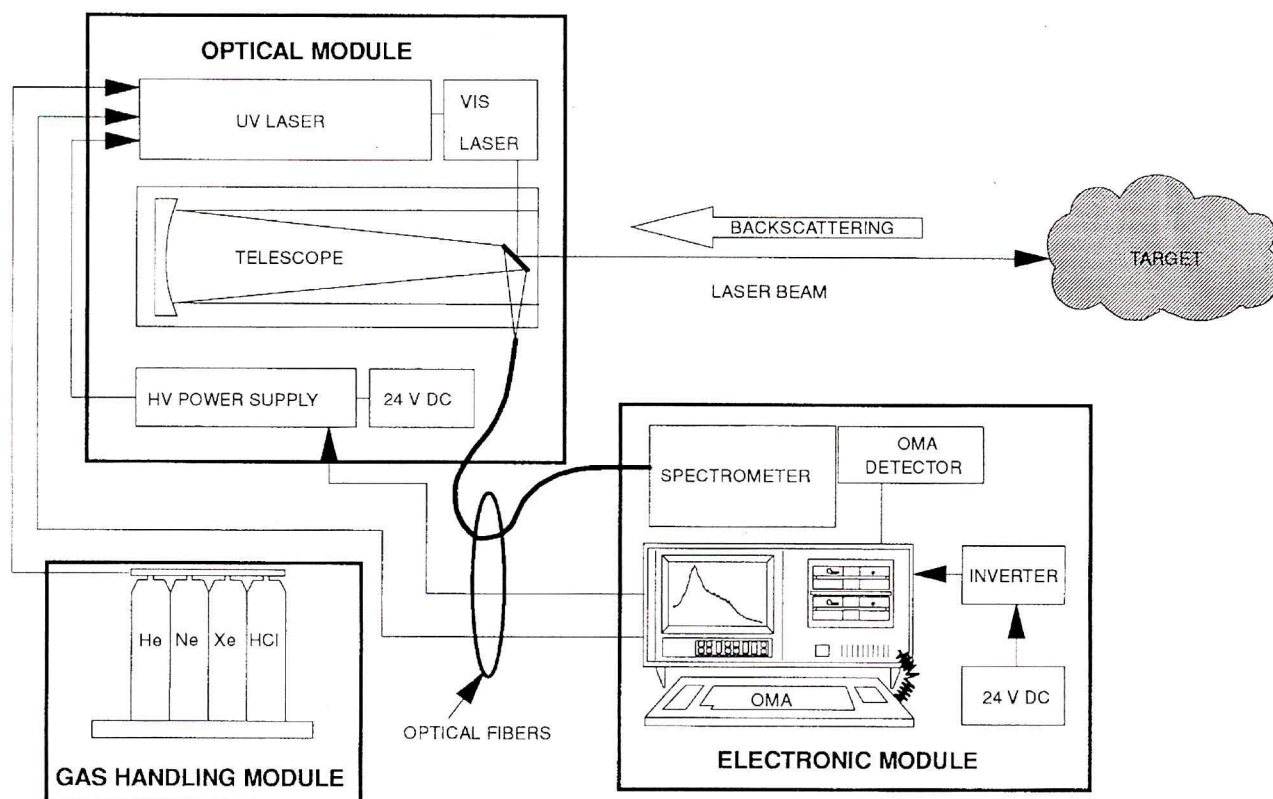 OPTICAL MODULE
UV LASER
VIS
LASER
TELESCOPE
BACKSCATTERING
LASER BEAM
TARGET
HV POWER SUPPLY
24 V DC
SPECTROMETER
OMA
DETECTOR
INVERTER
24 V DC
OMA
He
Ne
Xe
HCl
OPTICAL FIBERS
GAS HANDLING MODULE
ELECTRONIC MODULE